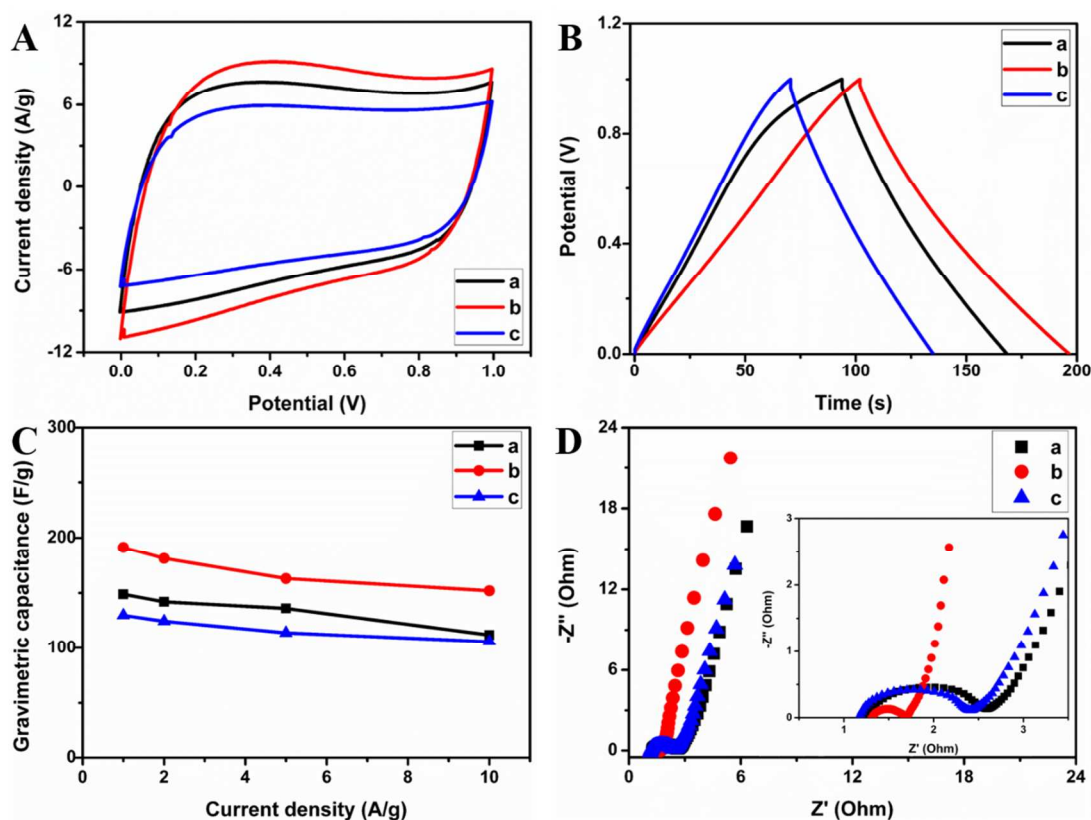 A
Current density (A/g)
12
6
0
-6
-12
a
b
c
0.0 0.2 0.4 0.6 0.8 1.0
Potential (V)
B
Potential (V)
1.2
0.8
0.4
0.0
a
b
c
0 50 100 150 200
Time (s)
C
Gravimetric capacitance (F/g)
300
200
100
0
a
b
c
0 2 4 6 8 10
Current density (A/g)
D
-Z'' (Ohm)
24
18
12
6
0
a
b
c
-Z'' (Ohm)
3
2
1
0
1 2 3
Z' (Ohm)
0 6 12 18 24
Z' (Ohm)